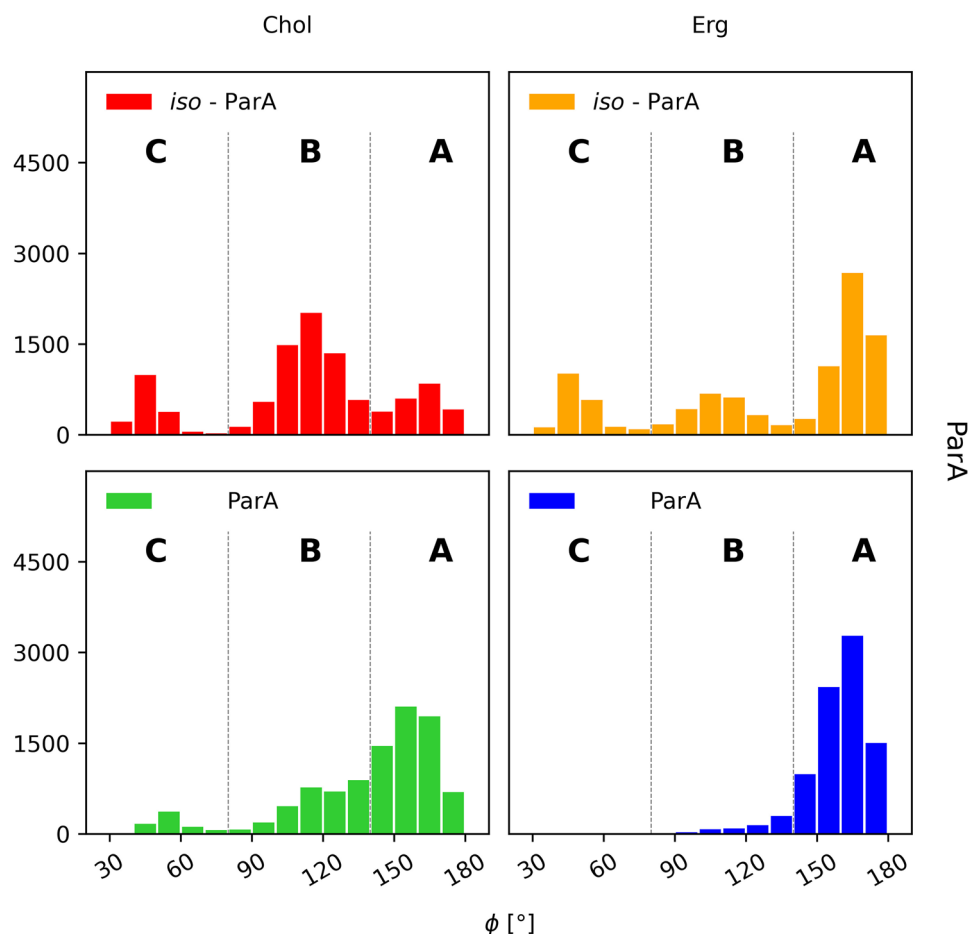 Chol Erg
iso - ParA iso - ParA
C B A C B A
4500
3000
1500
0
ParA
ParA ParA
C B A C B A
4500
3000
1500
0
30 60 90 120 150 180 30 60 90 120 150 180
ϕ [°]